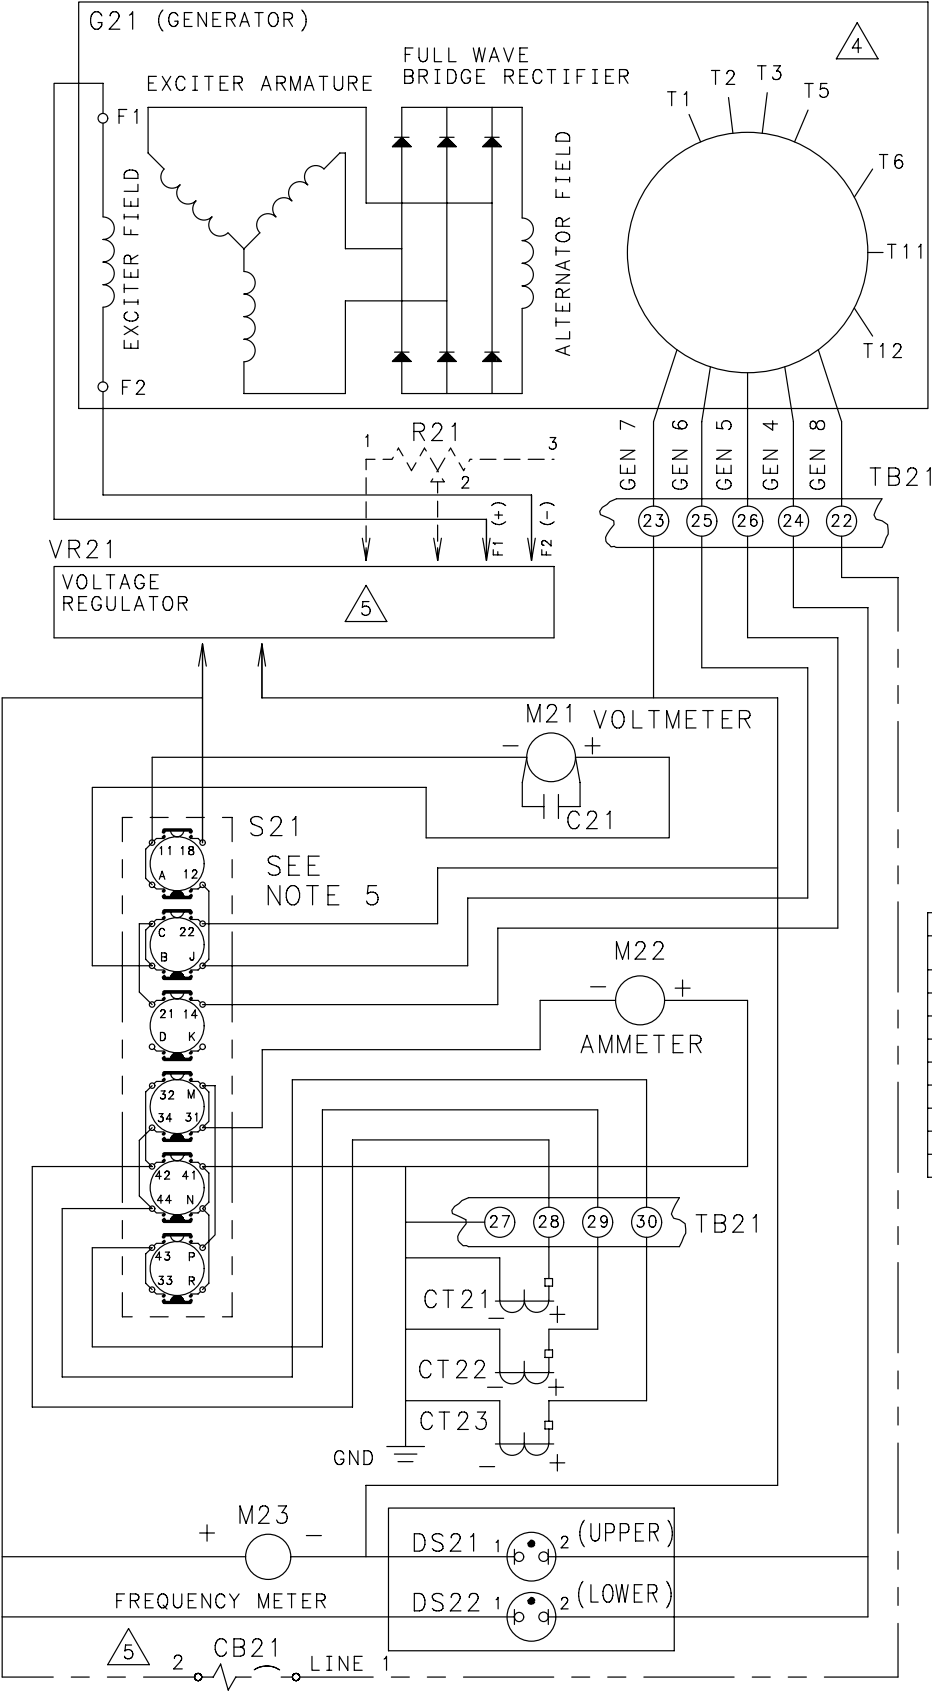 G21 (GENERATOR)
4
FULL WAVE
BRIDGE RECTIFIER
EXCITER ARMATURE
T1
T2
T3
T5
T6
T11
T12
F1
EXCITER FIELD
F2
ALTERNATOR FIELD
R21
1
2
3
GEN 7
GEN 6
GEN 5
GEN 4
GEN 8
TB21
23
25
26
24
22
F1 (+)
F2 (-)
VR21
VOLTAGE
REGULATOR
5
M21
VOLTMETER
- +
C21
S21
SEE
NOTE 5
11 18
A 12
C 22
B J
21 14
D K
32 M
34 31
42 41
44 N
43 P
33 R
M22
- +
AMMETER
27
28
29
30
TB21
CT21
- +
CT22
- +
CT23
- +
GND
M23
+ -
FREQUENCY METER
DS21 1 2 (UPPER)
DS22 1 2 (LOWER)
5
2
CB21
LINE 1